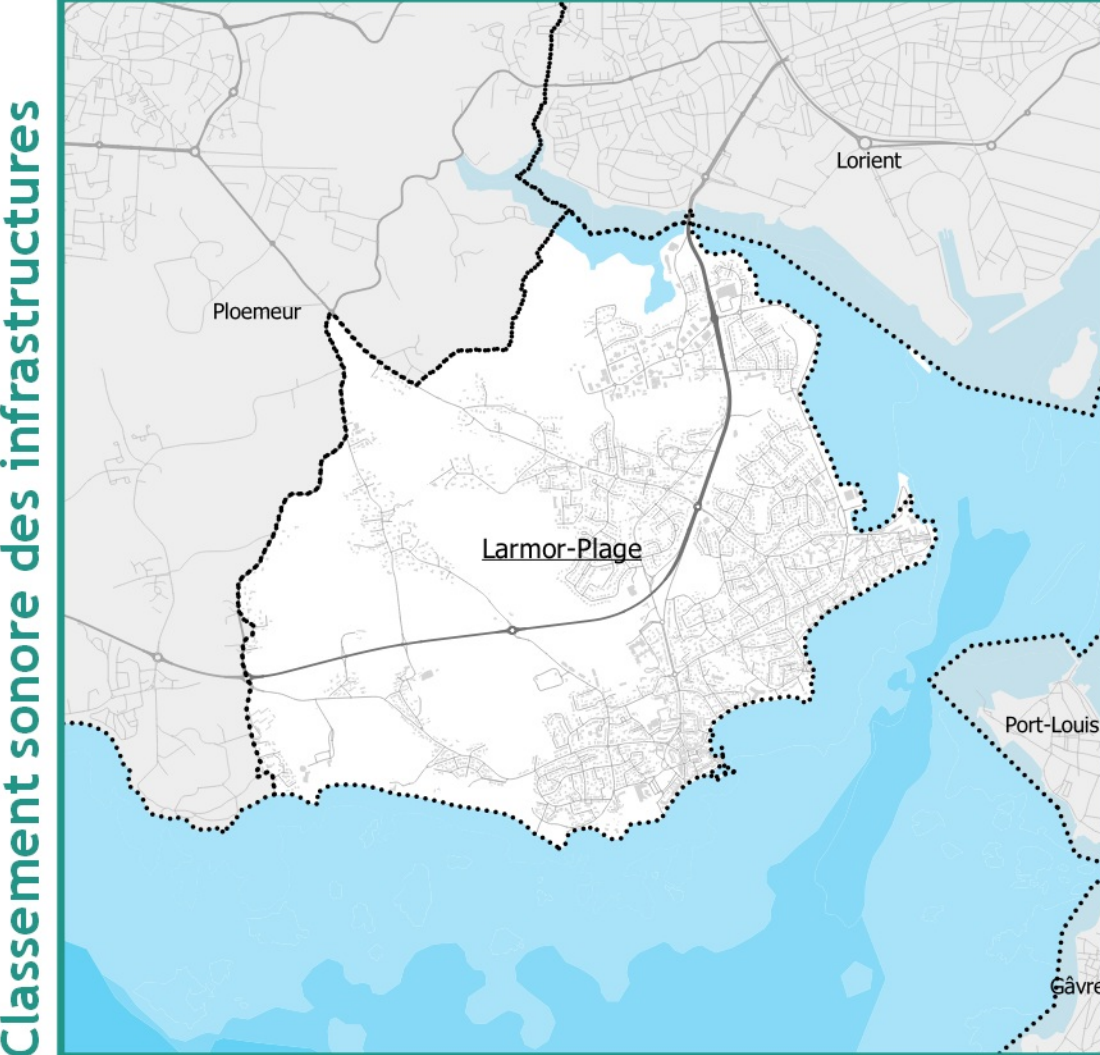 Classement sonore des infrastructures
Lorient
Ploemeur
Larmor-Plage
Port-Louis
Gâvre